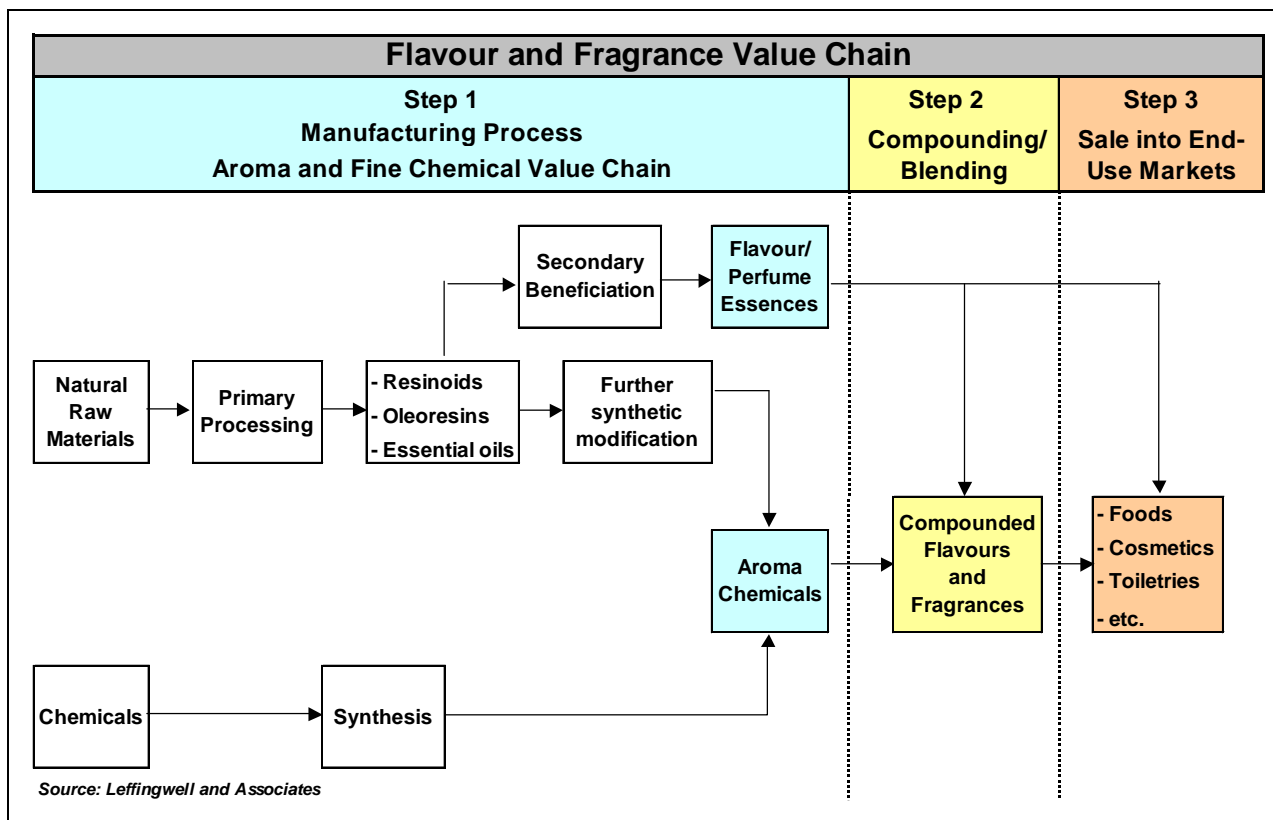 Flavour and Fragrance Value Chain
Step 1
Manufacturing Process
Aroma and Fine Chemical Value Chain
Step 2
Compounding/
Blending
Step 3
Sale into End-
Use Markets
Secondary
Beneficiation
Flavour/
Perfume
Essences
Natural
Raw
Materials
Primary
Processing
- Resinoids
- Oleoresins
- Essential oils
Further
synthetic
modification
Aroma
Chemicals
Compounded
Flavours
and
Fragrances
- Foods
- Cosmetics
- Toiletries
- etc.
Chemicals
Synthesis
Source: Leffingwell and Associates